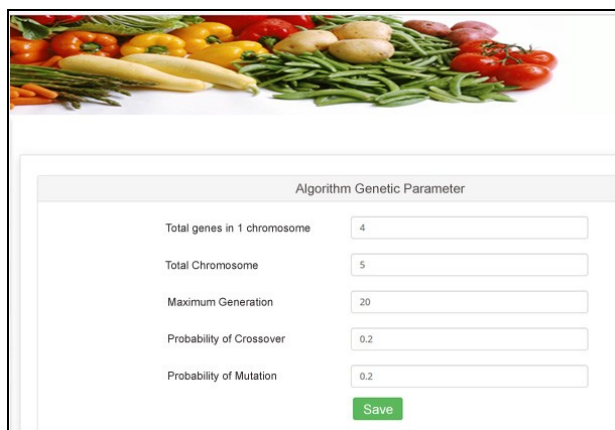 Algorithm Genetic Parameter
Total genes in 1 chromosome 4
Total Chromosome 5
Maximum Generation 20
Probability of Crossover 0.2
Probability of Mutation 0.2
Save